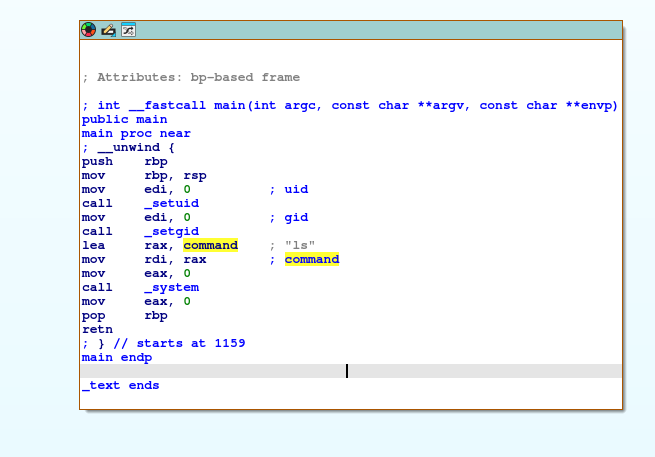 ; Attributes: bp-based frame
; int __fastcall main(int argc, const char **argv, const char **envp)
public main
main proc near
; __unwind {
push    rbp
mov     rbp, rsp
mov     edi, 0          ; uid
call    _setuid
mov     edi, 0          ; gid
call    _setgid
lea     rax, command    ; "ls"
mov     rdi, rax        ; command
mov     eax, 0
call    _system
mov     eax, 0
pop     rbp
retn
; } // starts at 1159
main endp
_text ends